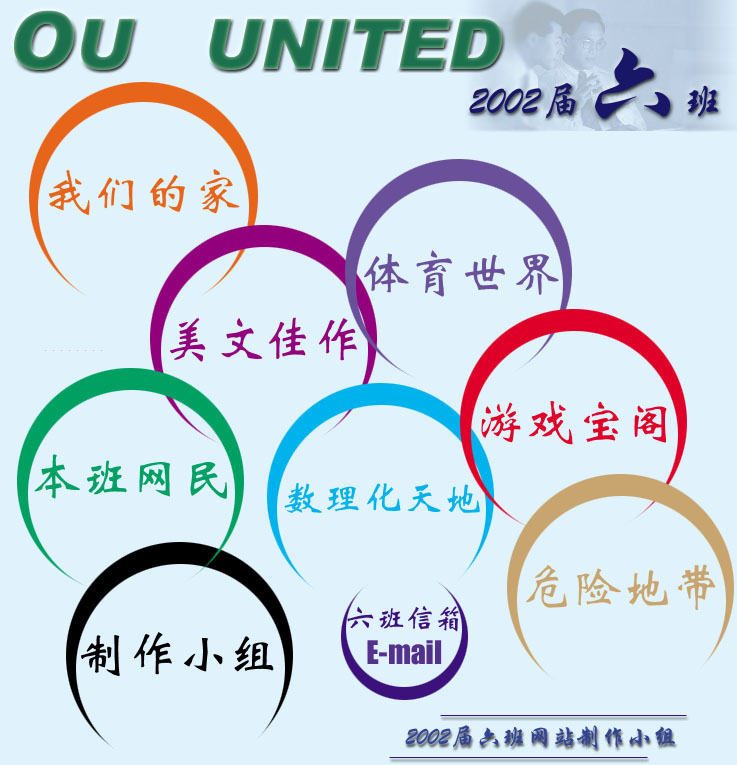 OU UNITED
2002届六班
我们的家
体育世界
美文佳作
游戏宝阁
本班网民
数理化天地
危险地带
制作小组
六班信箱
E-mail
2002届六班网站制作小组